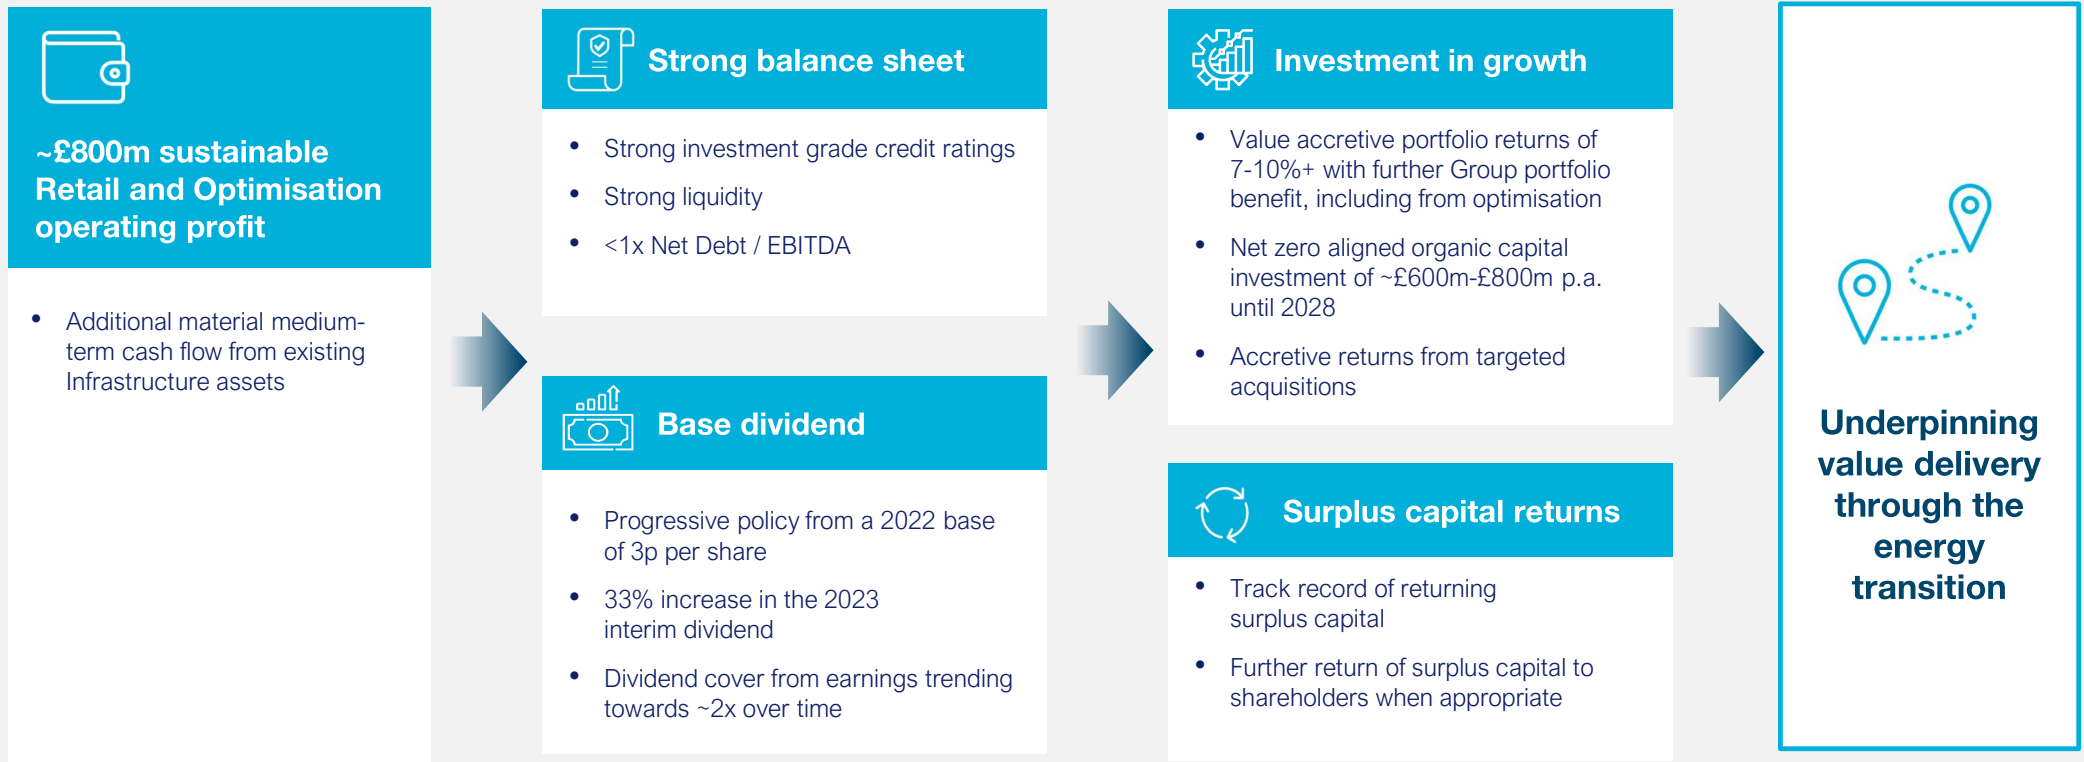 ~£800m sustainable
Retail and Optimisation
operating profit
• Additional material medium-
term cash flow from existing
Infrastructure assets
Strong balance sheet
• Strong investment grade credit ratings
• Strong liquidity
• <1x Net Debt / EBITDA
Base dividend
• Progressive policy from a 2022 base
of 3p per share
• 33% increase in the 2023
interim dividend
• Dividend cover from earnings trending
towards ~2x over time
Investment in growth
• Value accretive portfolio returns of
7-10%+ with further Group portfolio
benefit, including from optimisation
• Net zero aligned organic capital
investment of ~£600m-£800m p.a.
until 2028
• Accretive returns from targeted
acquisitions
Surplus capital returns
• Track record of returning
surplus capital
• Further return of surplus capital to
shareholders when appropriate
Underpinning
value delivery
through the
energy
transition